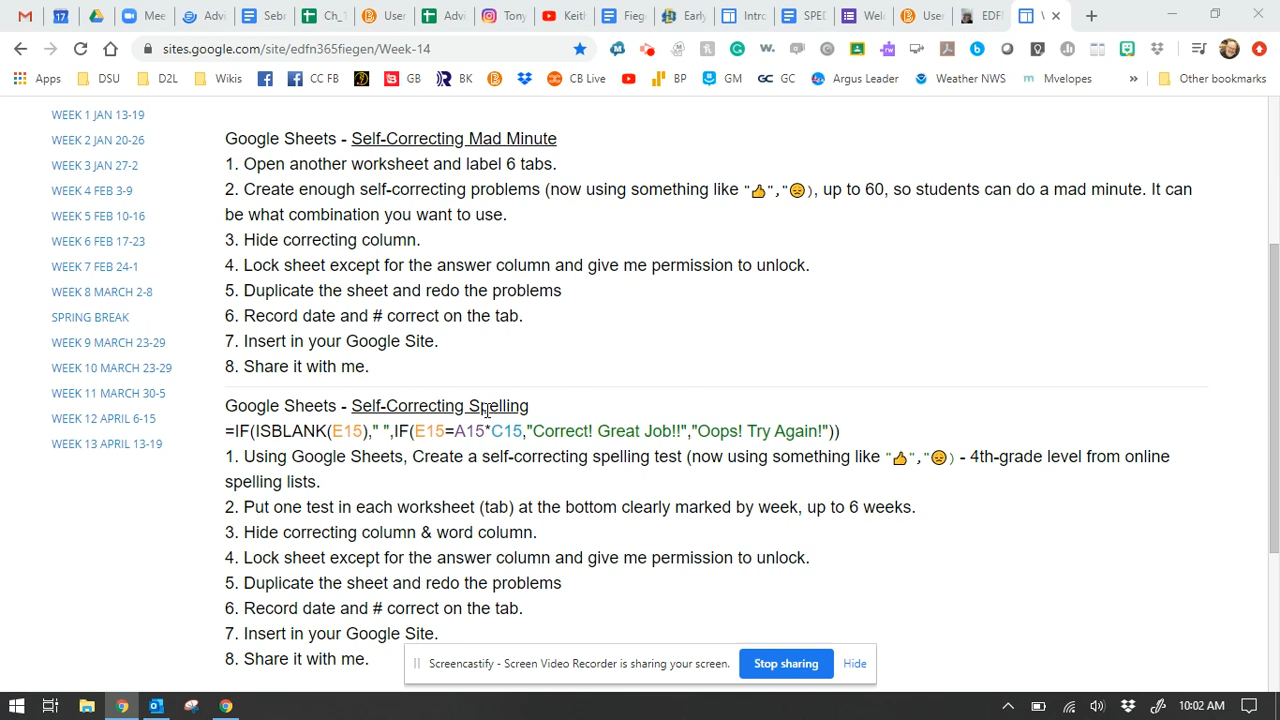 Mee
Advi
Sebr
Ch_1
User
Advi
Tony
Keith
Fieg
Early
Intr
SPED
Weld
User
EDF
V
sites.google.com/site/edfn365fiegen/Week-14
Apps
DSU
D2L
Wikis
CC FB
GB
BK
CB Live
BP
GM
GC
Argus Leader
Weather NWS
Mvelopes
»
Other bookmarks
WEEK 1 JAN 13-19
WEEK 2 JAN 20-26
WEEK 3 JAN 27-2
WEEK 4 FEB 3-9
WEEK 5 FEB 10-16
WEEK 6 FEB 17-23
WEEK 7 FEB 24-1
WEEK 8 MARCH 2-8
SPRING BREAK
WEEK 9 MARCH 23-29
WEEK 10 MARCH 23-29
WEEK 11 MARCH 30-5
WEEK 12 APRIL 6-15
WEEK 13 APRIL 13-19
Google Sheets - Self-Correcting Mad Minute
1. Open another worksheet and label 6 tabs.
2. Create enough self-correcting problems (now using something like "👍","😞), up to 60, so students can do a mad minute. It can
be what combination you want to use.
3. Hide correcting column.
4. Lock sheet except for the answer column and give me permission to unlock.
5. Duplicate the sheet and redo the problems
6. Record date and # correct on the tab.
7. Insert in your Google Site.
8. Share it with me.
Google Sheets - Self-Correcting Spelling
=IF(ISBLANK(E15)," ",IF(E15=A15*C15,"Correct! Great Job!!","Oops! Try Again!"))
1. Using Google Sheets, Create a self-correcting spelling test (now using something like "👍","😞) - 4th-grade level from online
spelling lists.
2. Put one test in each worksheet (tab) at the bottom clearly marked by week, up to 6 weeks.
3. Hide correcting column & word column.
4. Lock sheet except for the answer column and give me permission to unlock.
5. Duplicate the sheet and redo the problems
6. Record date and # correct on the tab.
7. Insert in your Google Site.
8. Share it with me.
Screencastify - Screen Video Recorder is sharing your screen.
Stop sharing
Hide
10:02 AM